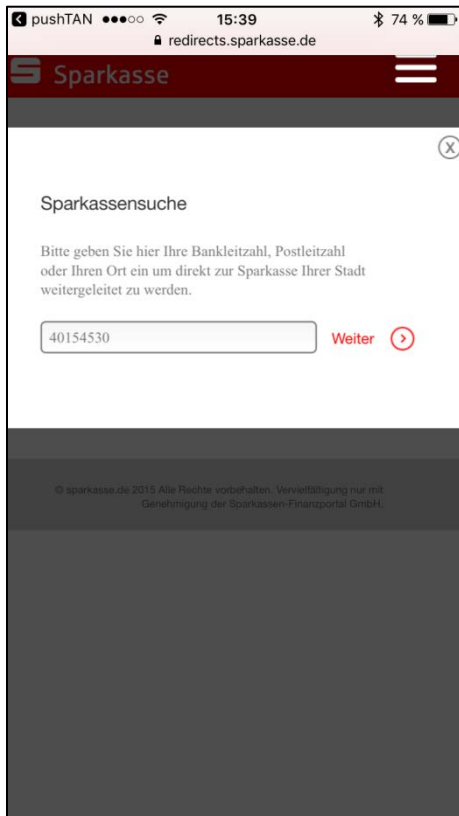 pushTAN 15:39 74 %
redirects.sparkasse.de
Sparkasse
Sparkassensuche
Bitte geben Sie hier Ihre Bankleitzahl, Postleitzahl
oder Ihren Ort ein um direkt zur Sparkasse Ihrer Stadt
weitergeleitet zu werden.
40154530 Weiter
© sparkasse.de 2015 Alle Rechte vorbehalten. Vervielfältigung nur mit
Genehmigung der Sparkassen-Finanzportal GmbH.